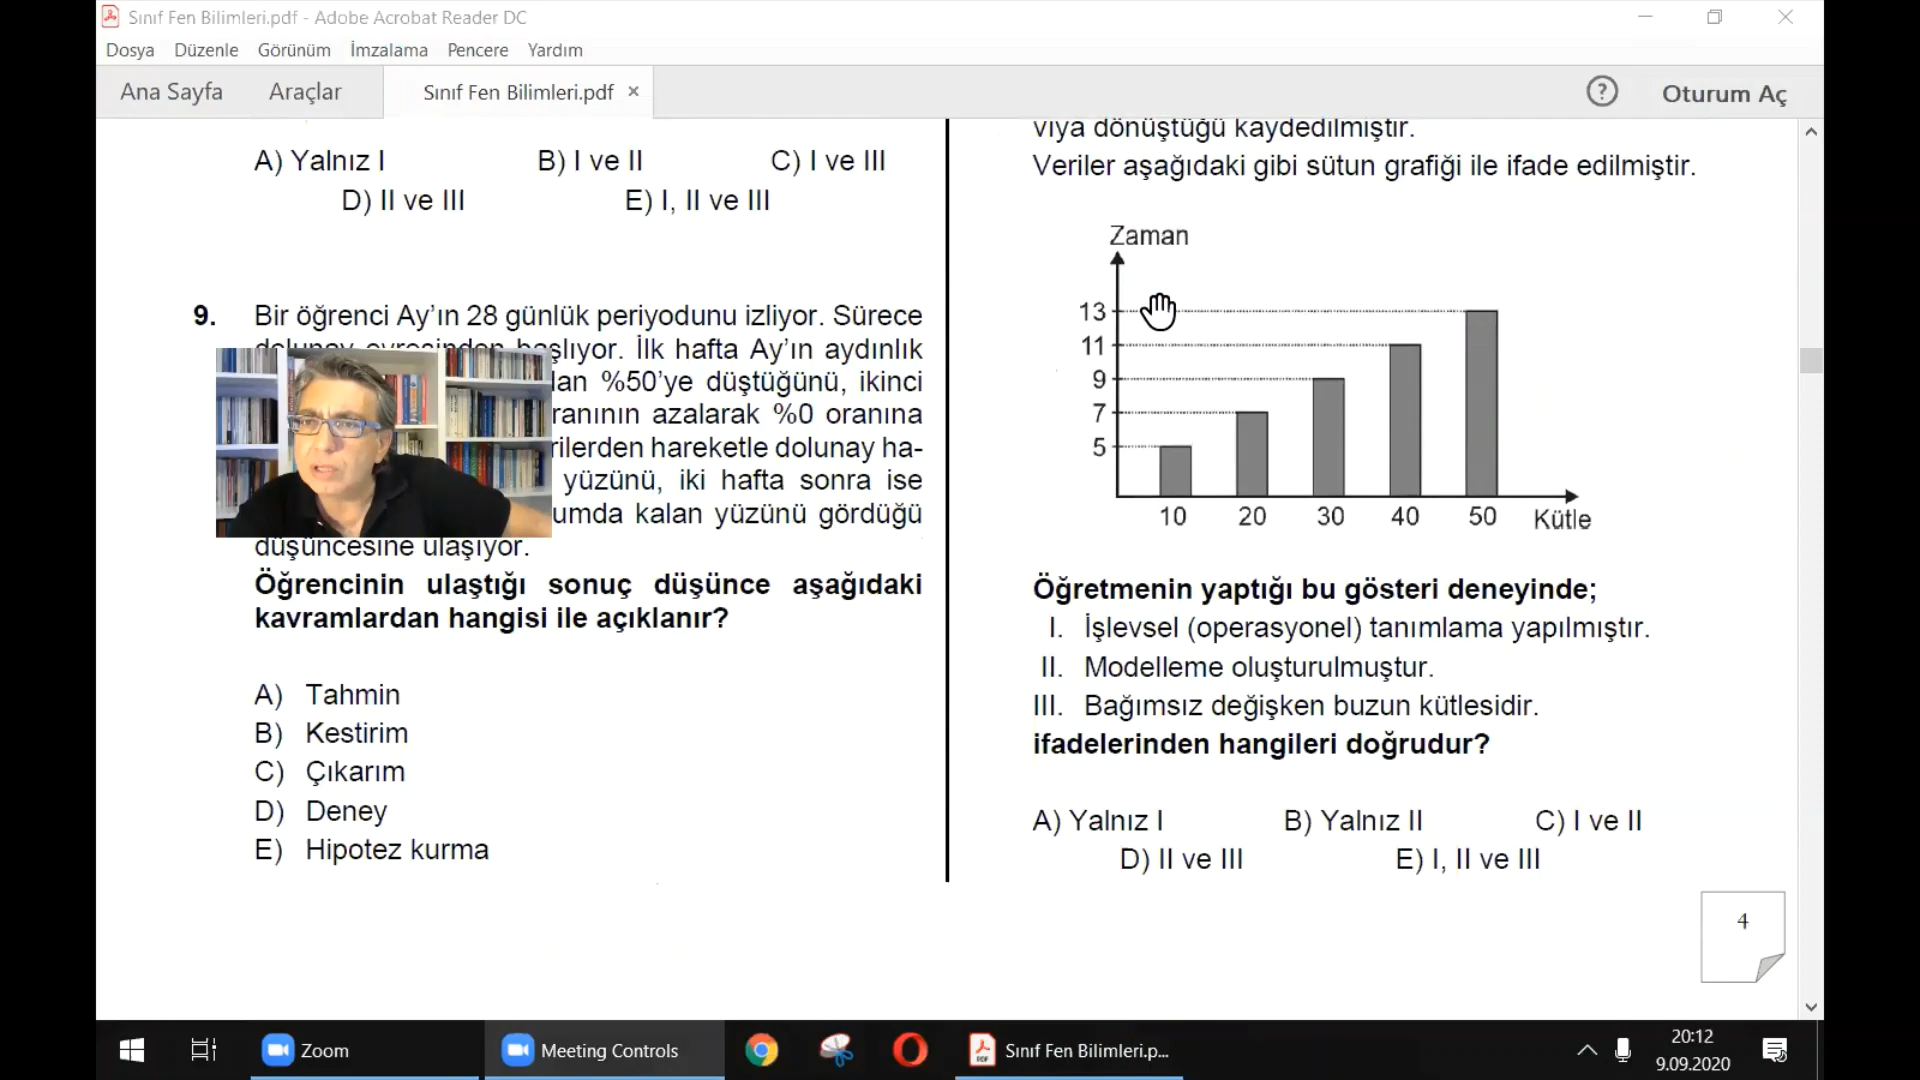 Sınıf Fen Bilimleri.pdf - Adobe Acrobat Reader DC
Dosya Düzenle Görünüm İmzalama Pencere Yardım
Ana Sayfa Araçlar Sınıf Fen Bilimleri.pdf × ? Oturum Aç
A) Yalnız I B) I ve II C) I ve III
D) II ve III E) I, II ve III
9. Bir öğrenci Ay’ın 28 günlük periyodunu izliyor. Sürece
dolunay evresinden başlıyor. İlk hafta Ay’ın aydınlık
%50’ye düştüğünü, ikinci
azalarak %0 oranına
hareketle dolunay ha-
yüzünü, iki hafta sonra ise
kalan yüzünü gördüğü
düşüncesine ulaşıyor.
Öğrencinin ulaştığı sonuç düşünce aşağıdaki
kavramlardan hangisi ile açıklanır?
A) Tahmin
B) Kestirim
C) Çıkarım
D) Deney
E) Hipotez kurma
viya dönüştüğü kaydedilmiştir.
Veriler aşağıdaki gibi sütun grafiği ile ifade edilmiştir.
Zaman
13
11
9
7
5
10 20 30 40 50 Kütle
Öğretmenin yaptığı bu gösteri deneyinde;
I. İşlevsel (operasyonel) tanımlama yapılmıştır.
II. Modelleme oluşturulmuştur.
III. Bağımsız değişken buzun kütlesidir.
ifadelerinden hangileri doğrudur?
A) Yalnız I B) Yalnız II C) I ve II
D) II ve III E) I, II ve III
4
Zoom Meeting Controls Sınıf Fen Bilimleri.p... 20:12
9.09.2020